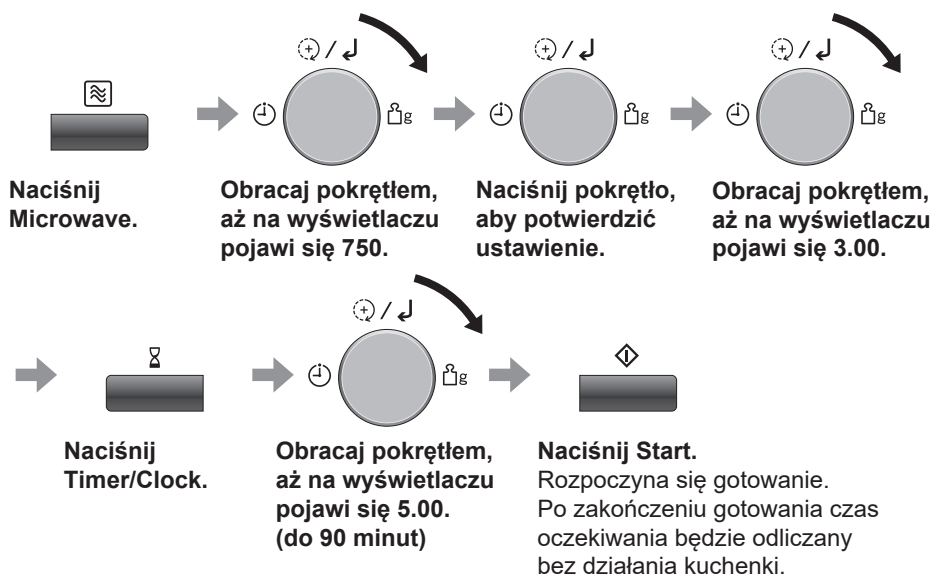 Naciśnij
Microwave.
Obracaj pokrętłem,
aż na wyświetlaczu
pojawi się 750.
Naciśnij pokrętło,
aby potwierdzić
ustawienie.
Obracaj pokrętłem,
aż na wyświetlaczu
pojawi się 3.00.
Naciśnij
Timer/Clock.
Obracaj pokrętłem,
aż na wyświetlaczu
pojawi się 5.00.
(do 90 minut)
Naciśnij Start.
Rozpoczyna się gotowanie.
Po zakończeniu gotowania czas
oczekiwania będzie odliczany
bez działania kuchenki.
g
g
g
g